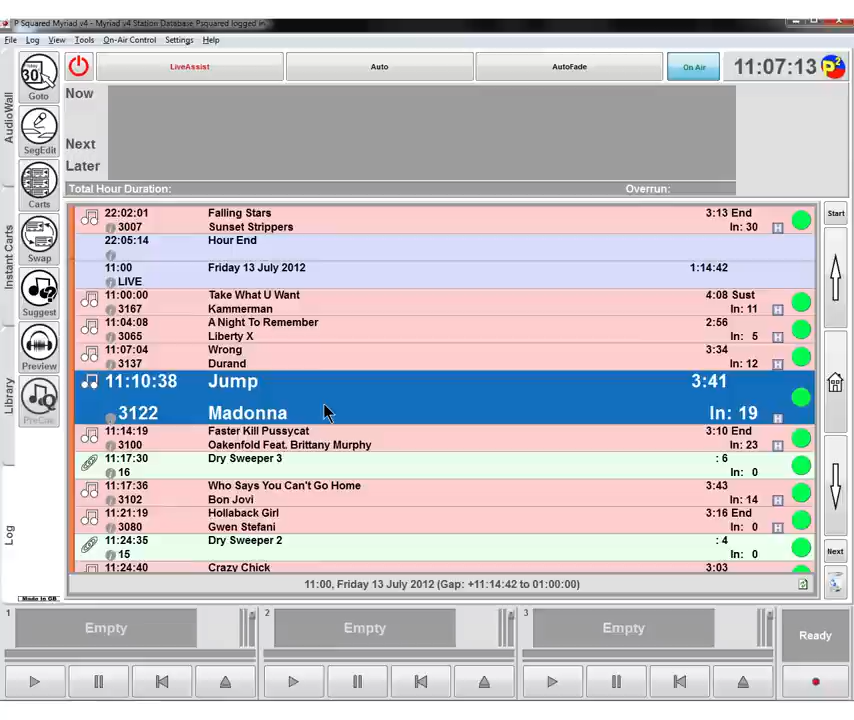 P Squared Myriad v4 - Myriad v4 Station Database Psquared logged in
File Log View Tools On-Air Control Settings Help
AudioWall
Instant Carts
Library
Log
Goto
SegEdit
Carts
Swap
Suggest
Preview
PreCue
Made in GB
LiveAssist Auto AutoFade On Air 11:07:13
Now
Next
Later
Total Hour Duration: Overrun:
22:02:01 Falling Stars 3:13 End
3007 Sunset Strippers In: 30 H
22:05:14 Hour End
11:00 Friday 13 July 2012 1:14:42
LIVE
11:00:00 Take What U Want 4:08 Sust
3167 Kammerman In: 11 H
11:04:08 A Night To Remember 2:56
3065 Liberty X In: 5 H
11:07:04 Wrong 3:34
3137 Durand In: 12 H
11:10:38 Jump 3:41
3122 Madonna In: 19 H
11:14:19 Faster Kill Pussycat 3:10 End
3100 Oakenfold Feat. Brittany Murphy In: 23 H
11:17:30 Dry Sweeper 3 : 6
16 In: 0
11:17:36 Who Says You Can't Go Home 3:43
3102 Bon Jovi In: 14 H
11:21:19 Hollaback Girl 3:16 End
3080 Gwen Stefani In: 0 H
11:24:35 Dry Sweeper 2 : 4
15 In: 0
11:24:40 Crazy Chick 3:03
11:00, Friday 13 July 2012 (Gap: +11:14:42 to 01:00:00)
Start
Next
1 Empty
2 Empty
3 Empty
Ready